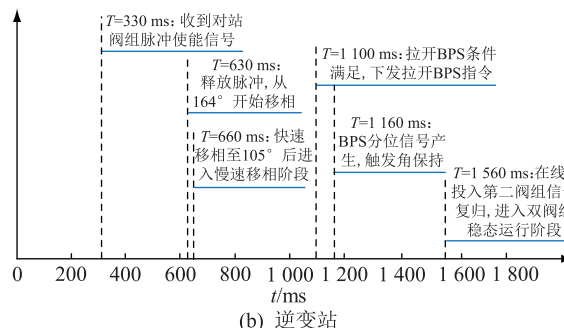 T=330 ms: 收到对站
阀组脉冲使能信号
T=630 ms:
释放脉冲, 从
164°开始移相
T=660 ms: 快速
移相至105°后进
入慢速移相阶段
T=1 100 ms: 拉开BPS条件
满足, 下发拉开BPS指令
T=1 160 ms:
BPS分位信号产
生, 触发角保持
T=1 560 ms:在线
投入第二阀组信
复归, 进入双阀组
稳态运行阶段
0 200 400 600 800 1 000 1 200 1 400 1 600 1 800
t/ms
(b) 逆变站